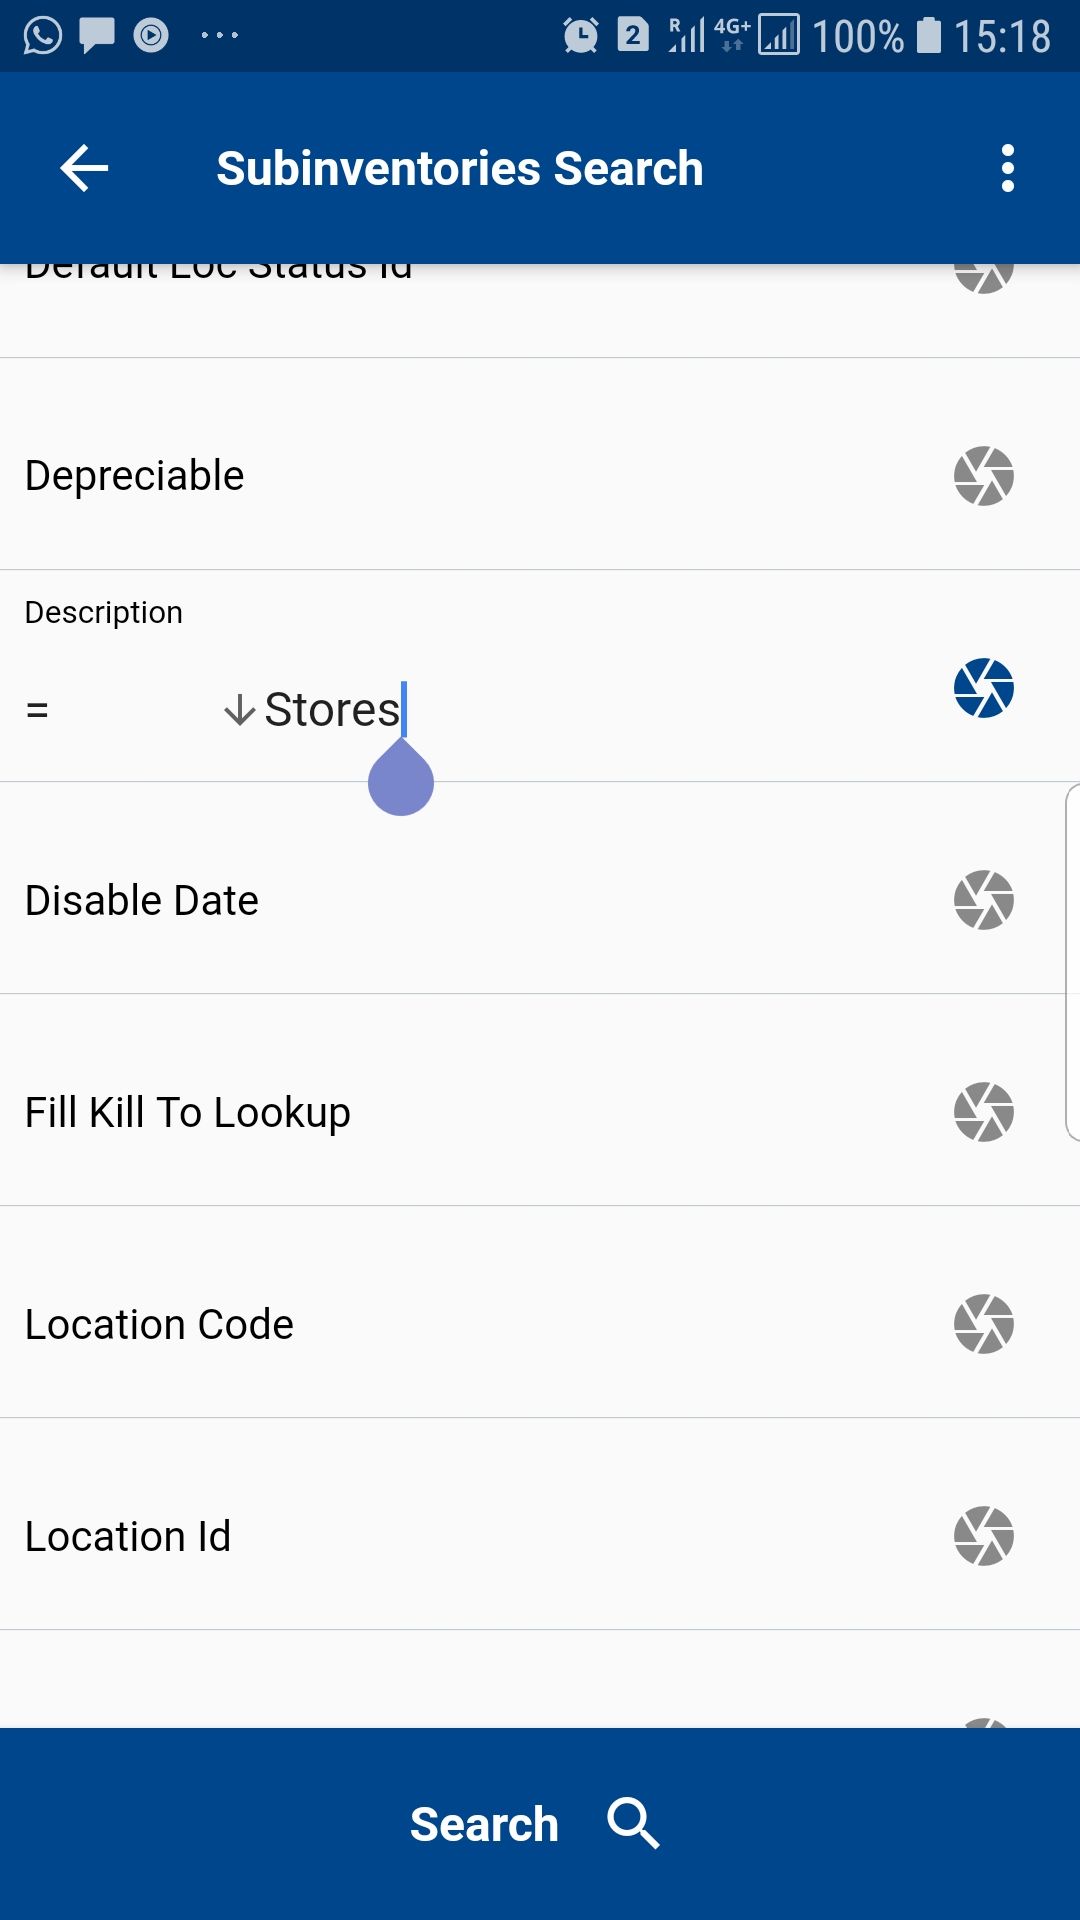 2 R 4G+ 100% 15:18
Subinventories Search
Default Loc Status Id
Depreciable
Description
= Stores
Disable Date
Fill Kill To Lookup
Location Code
Location Id
Search